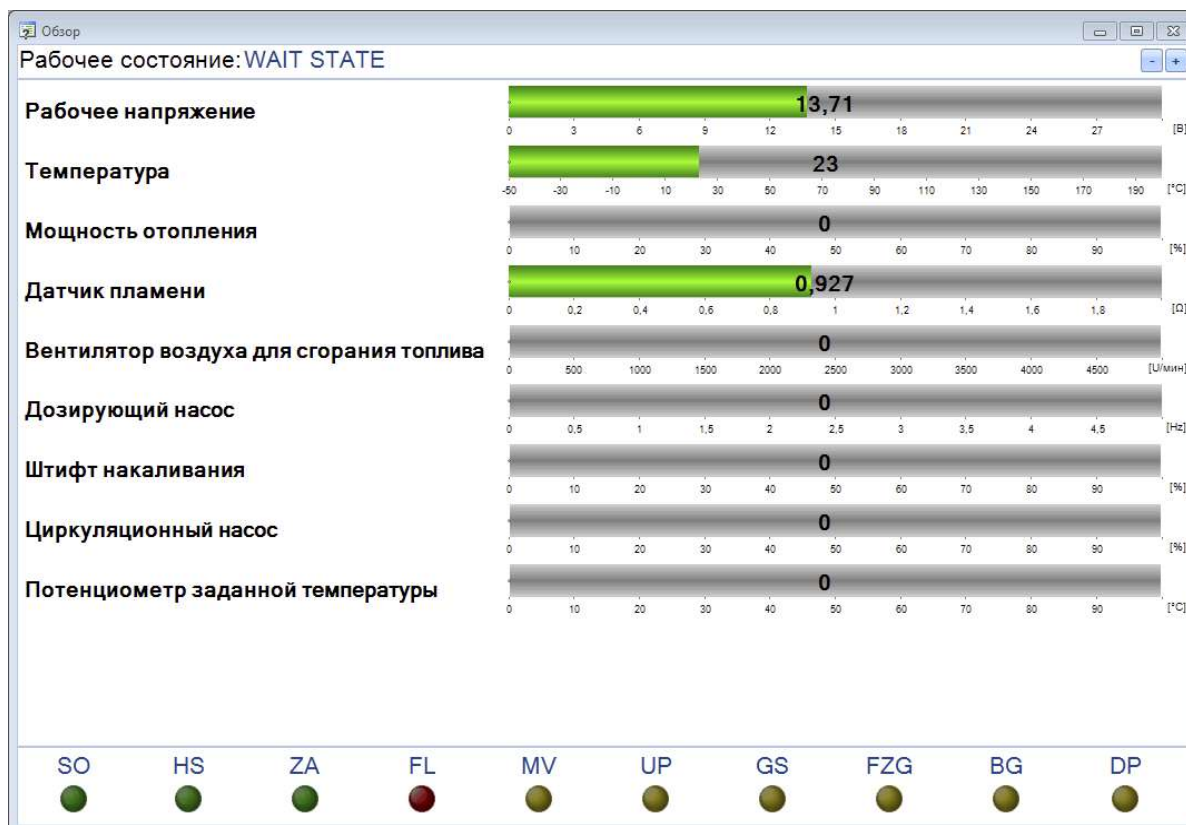 Обзор
Рабочее состояние: WAIT STATE
- +
Рабочее напряжение
13,71
0 3 6 9 12 15 18 21 24 27 [В]
Температура
23
-50 -30 -10 10 30 50 70 90 110 130 150 170 190 [°C]
Мощность отопления
0
0 10 20 30 40 50 60 70 80 90 [%]
Датчик пламени
0,927
0 0,2 0,4 0,6 0,8 1 1,2 1,4 1,6 1,8 [Ω]
Вентилятор воздуха для сгорания топлива
0
0 500 1000 1500 2000 2500 3000 3500 4000 4500 [U/мин]
Дозирующий насос
0
0 0,5 1 1,5 2 2,5 3 3,5 4 4,5 [Hz]
Штифт накаливания
0
0 10 20 30 40 50 60 70 80 90 [%]
Циркуляционный насос
0
0 10 20 30 40 50 60 70 80 90 [%]
Потенциометр заданной температуры
0
0 10 20 30 40 50 60 70 80 90 [°C]
SO HS ZA FL MV UP GS FZG BG DP